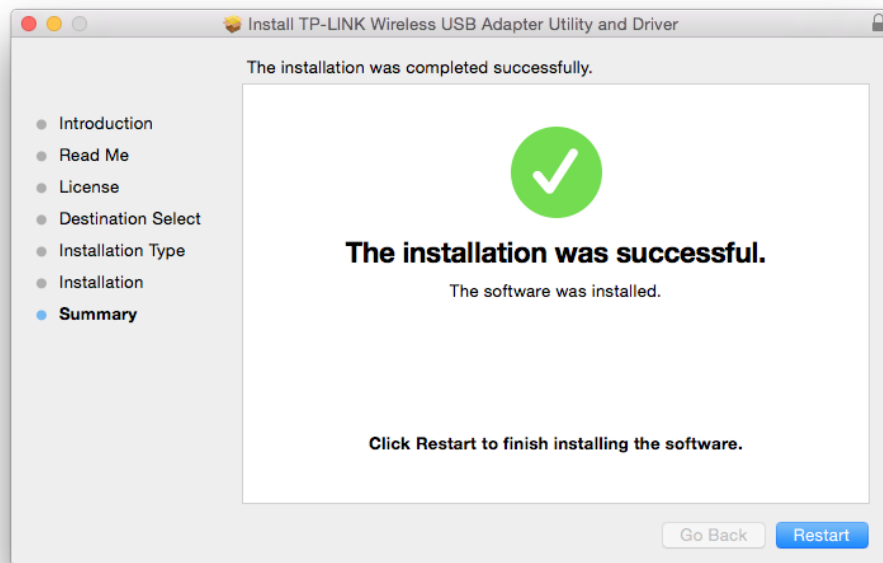 Install TP-LINK Wireless USB Adapter Utility and Driver
The installation was completed successfully.
Introduction
Read Me
License
Destination Select
Installation Type
Installation
Summary
The installation was successful.
The software was installed.
Click Restart to finish installing the software.
Go Back
Restart